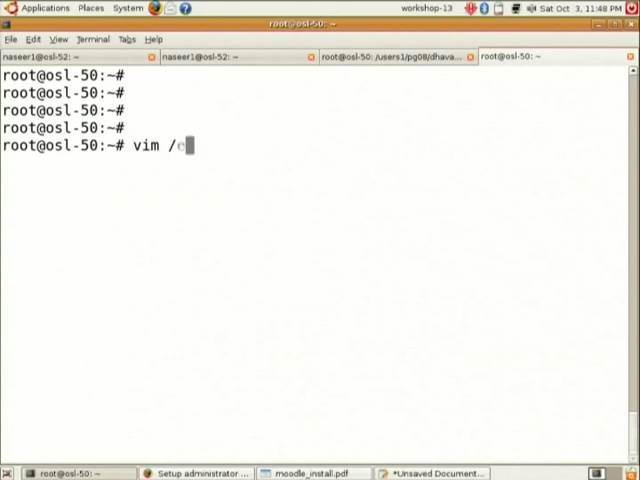 Applications Places System workshop-13 Sat Oct 3, 11:48 PM
root@osl-50: ~
File Edit View Terminal Tabs Help
naseer1@osl-52: ~ naseer1@osl-52: ~ root@osl-50: /users1/pg08/dhava... root@osl-50: ~
root@osl-50:~#
root@osl-50:~#
root@osl-50:~#
root@osl-50:~#
root@osl-50:~# vim /e
root@osl-50: ~ Setup administrator ... moodle_install.pdf *Unsaved Document...